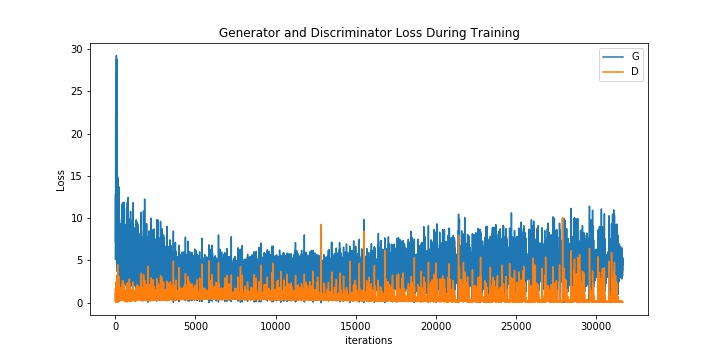 Generator and Discriminator Loss During Training
G
D
30
25
20
15
10
5
0
Loss
0 5000 10000 15000 20000 25000 30000
iterations